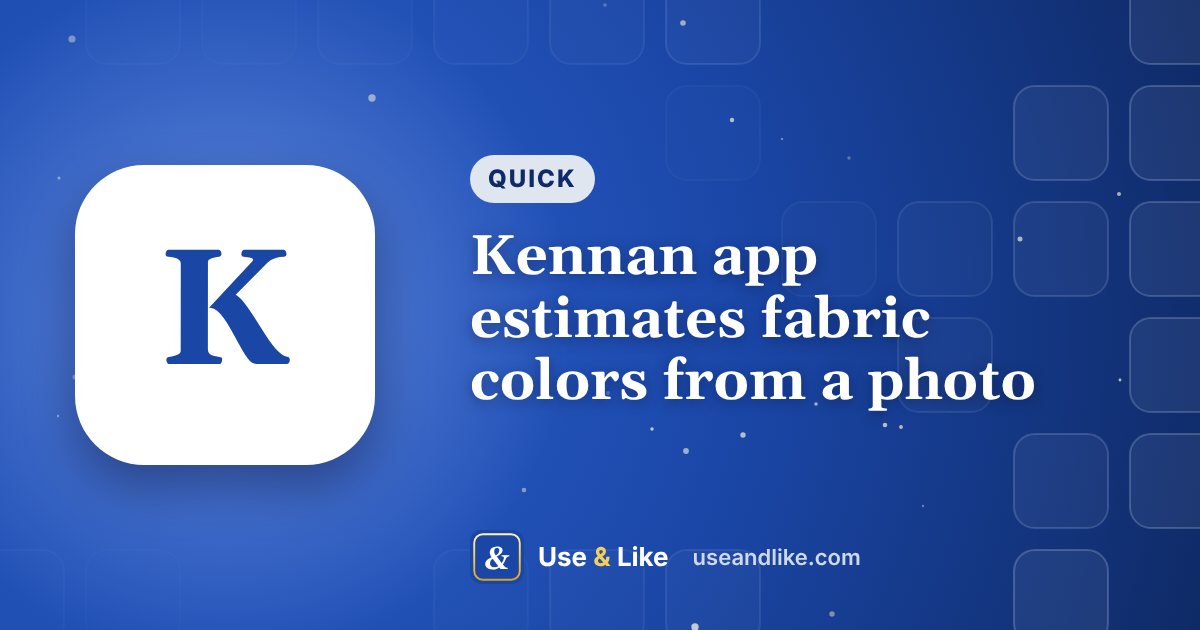 K
QUICK
Kennan app
estimates fabric
colors from a photo
& Use & Like useandlike.com